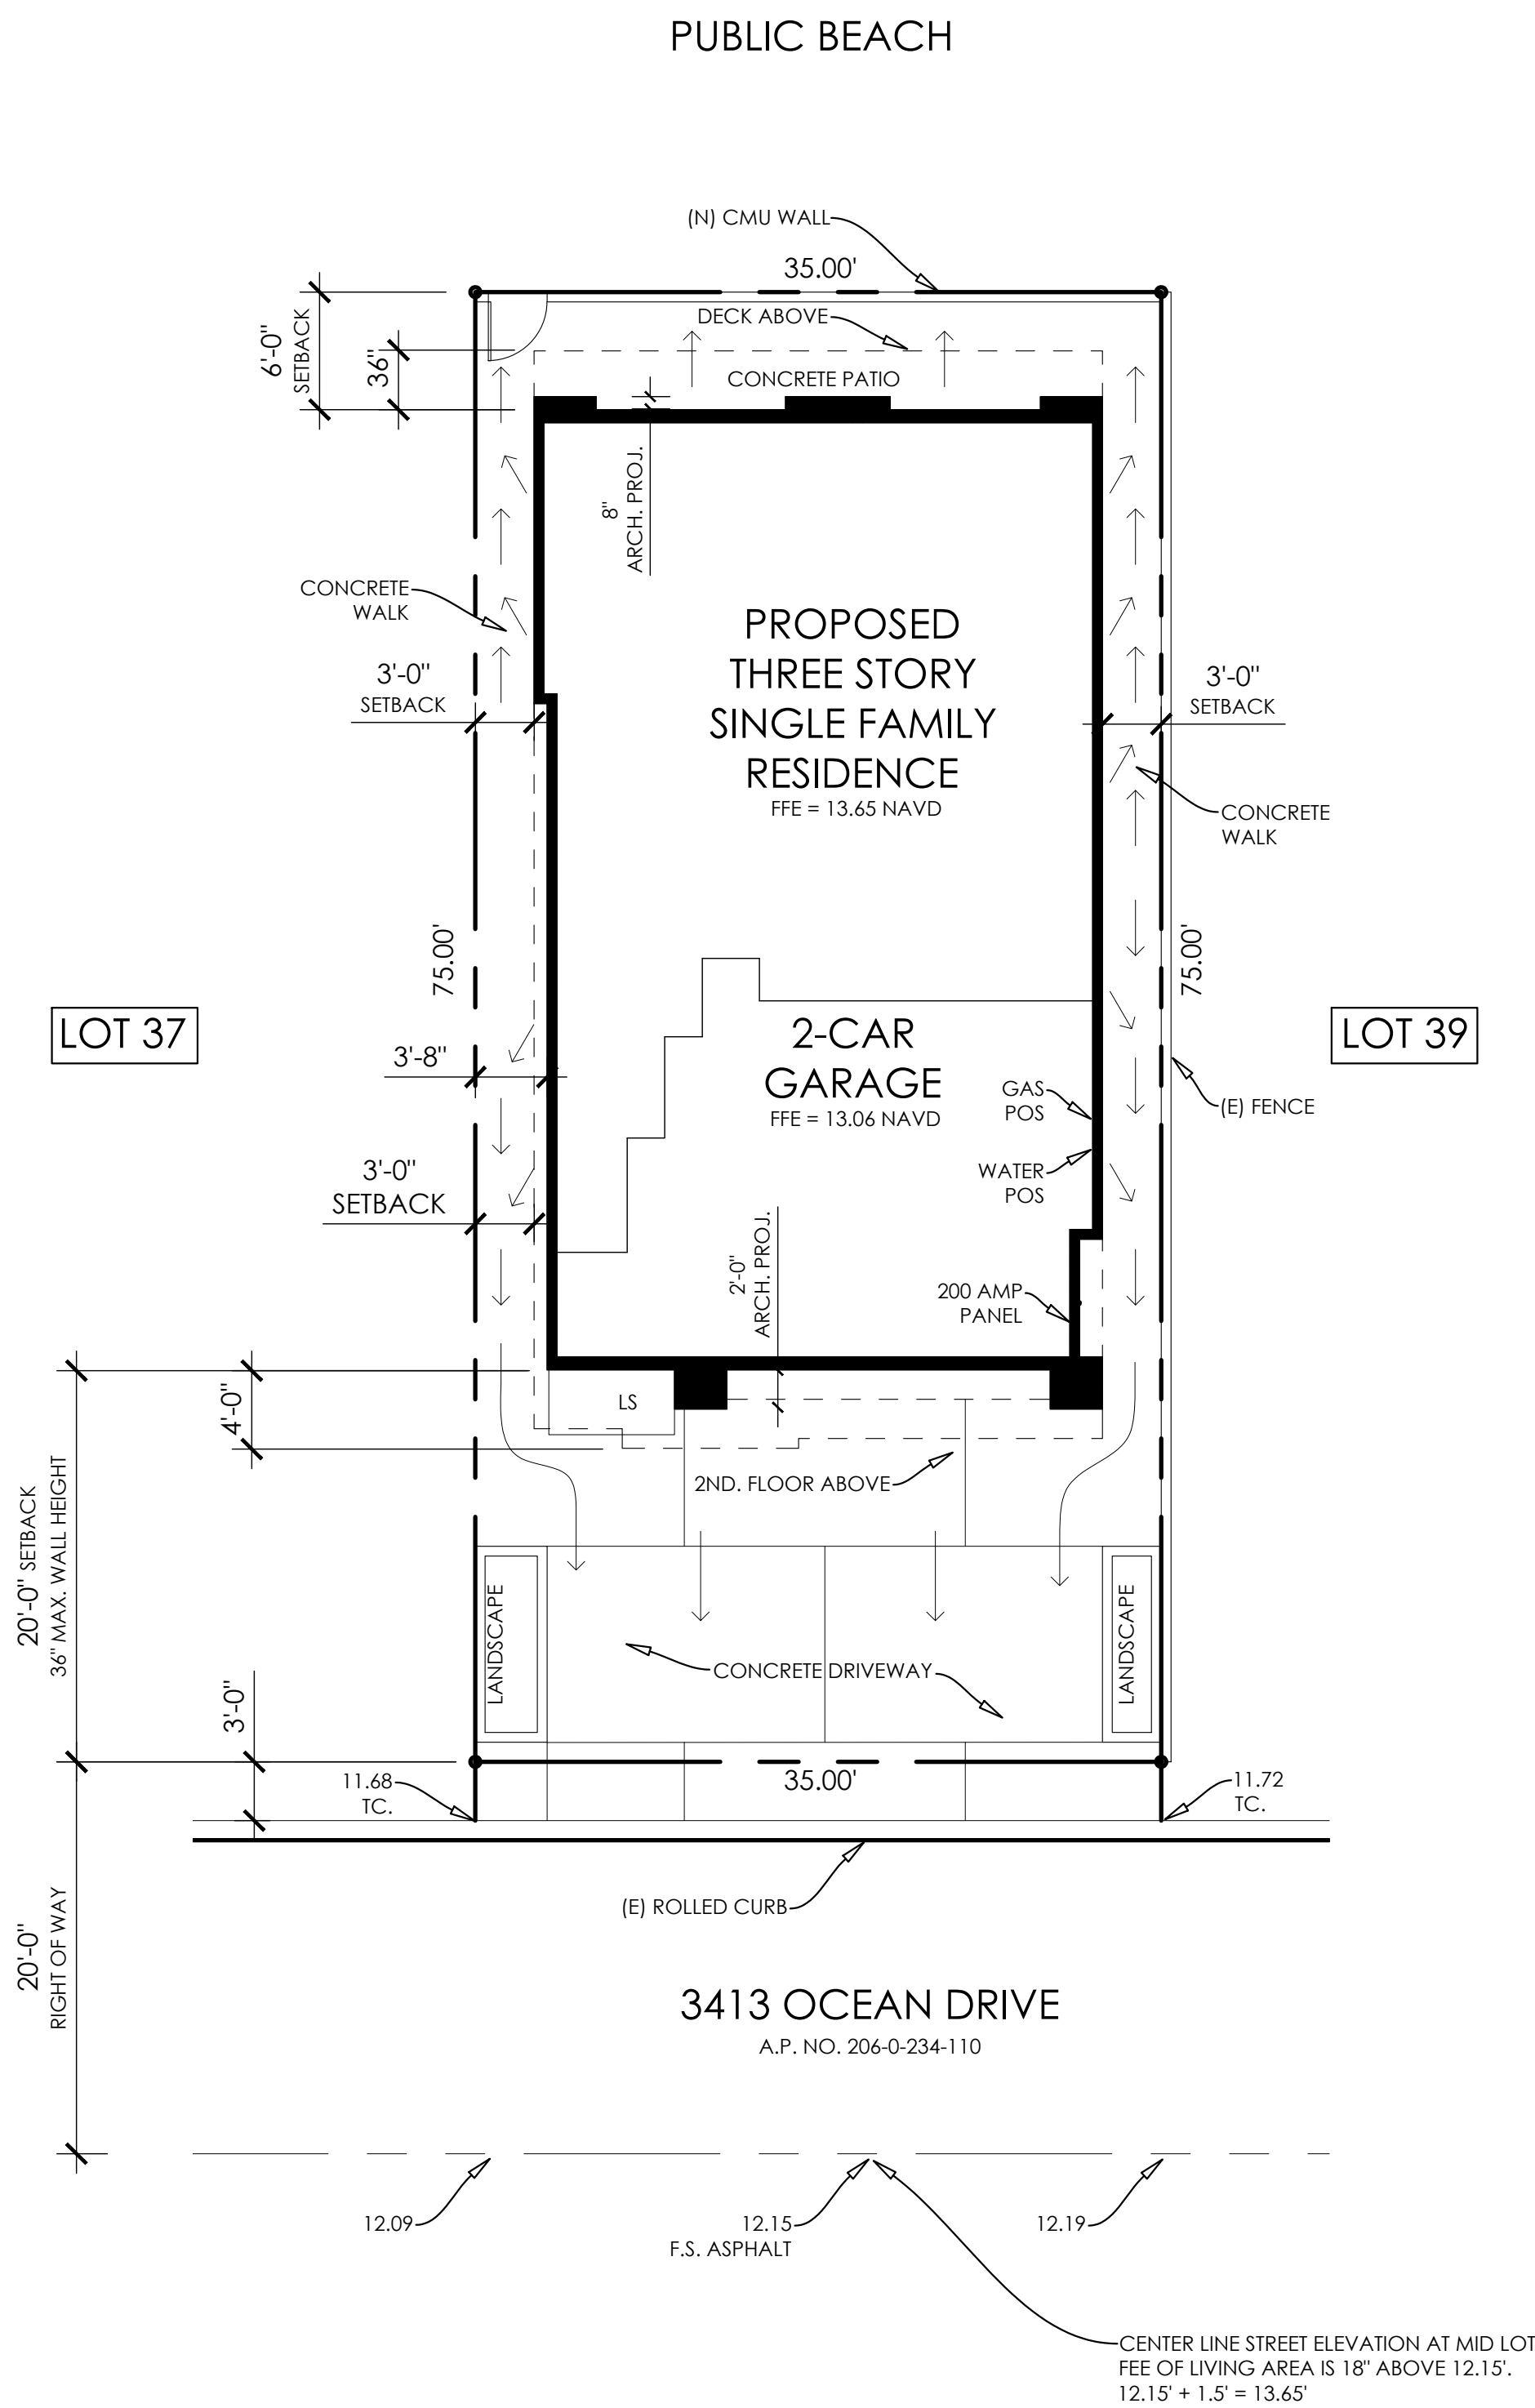 PUBLIC BEACH
(N) CMU WALL
35.00'
DECK ABOVE
6'-0"
SETBACK
36"
CONCRETE PATIO
8"
ARCH. PROJ.
CONCRETE
WALK
3'-0"
SETBACK
PROPOSED
THREE STORY
SINGLE FAMILY
RESIDENCE
FFE = 13.65 NAVD
3'-0"
SETBACK
CONCRETE
WALK
75.00'
75.00'
LOT 37
LOT 39
2-CAR
GARAGE
FFE = 13.06 NAVD
3'-8"
GAS
POS
(E) FENCE
WATER
POS
3'-0"
SETBACK
2'-0"
ARCH. PROJ.
200 AMP
PANEL
4'-0"
LS
2ND. FLOOR ABOVE
20'-0" SETBACK
36" MAX. WALL HEIGHT
LANDSCAPE
LANDSCAPE
CONCRETE DRIVEWAY
3'-0"
35.00'
11.68
TC.
11.72
TC.
(E) ROLLED CURB
20'-0"
RIGHT OF WAY
3413 OCEAN DRIVE
A.P. NO. 206-0-234-110
12.09
12.15
F.S. ASPHALT
12.19
CENTER LINE STREET ELEVATION AT MID LOT
FEE OF LIVING AREA IS 18" ABOVE 12.15'.
12.15' + 1.5' = 13.65'